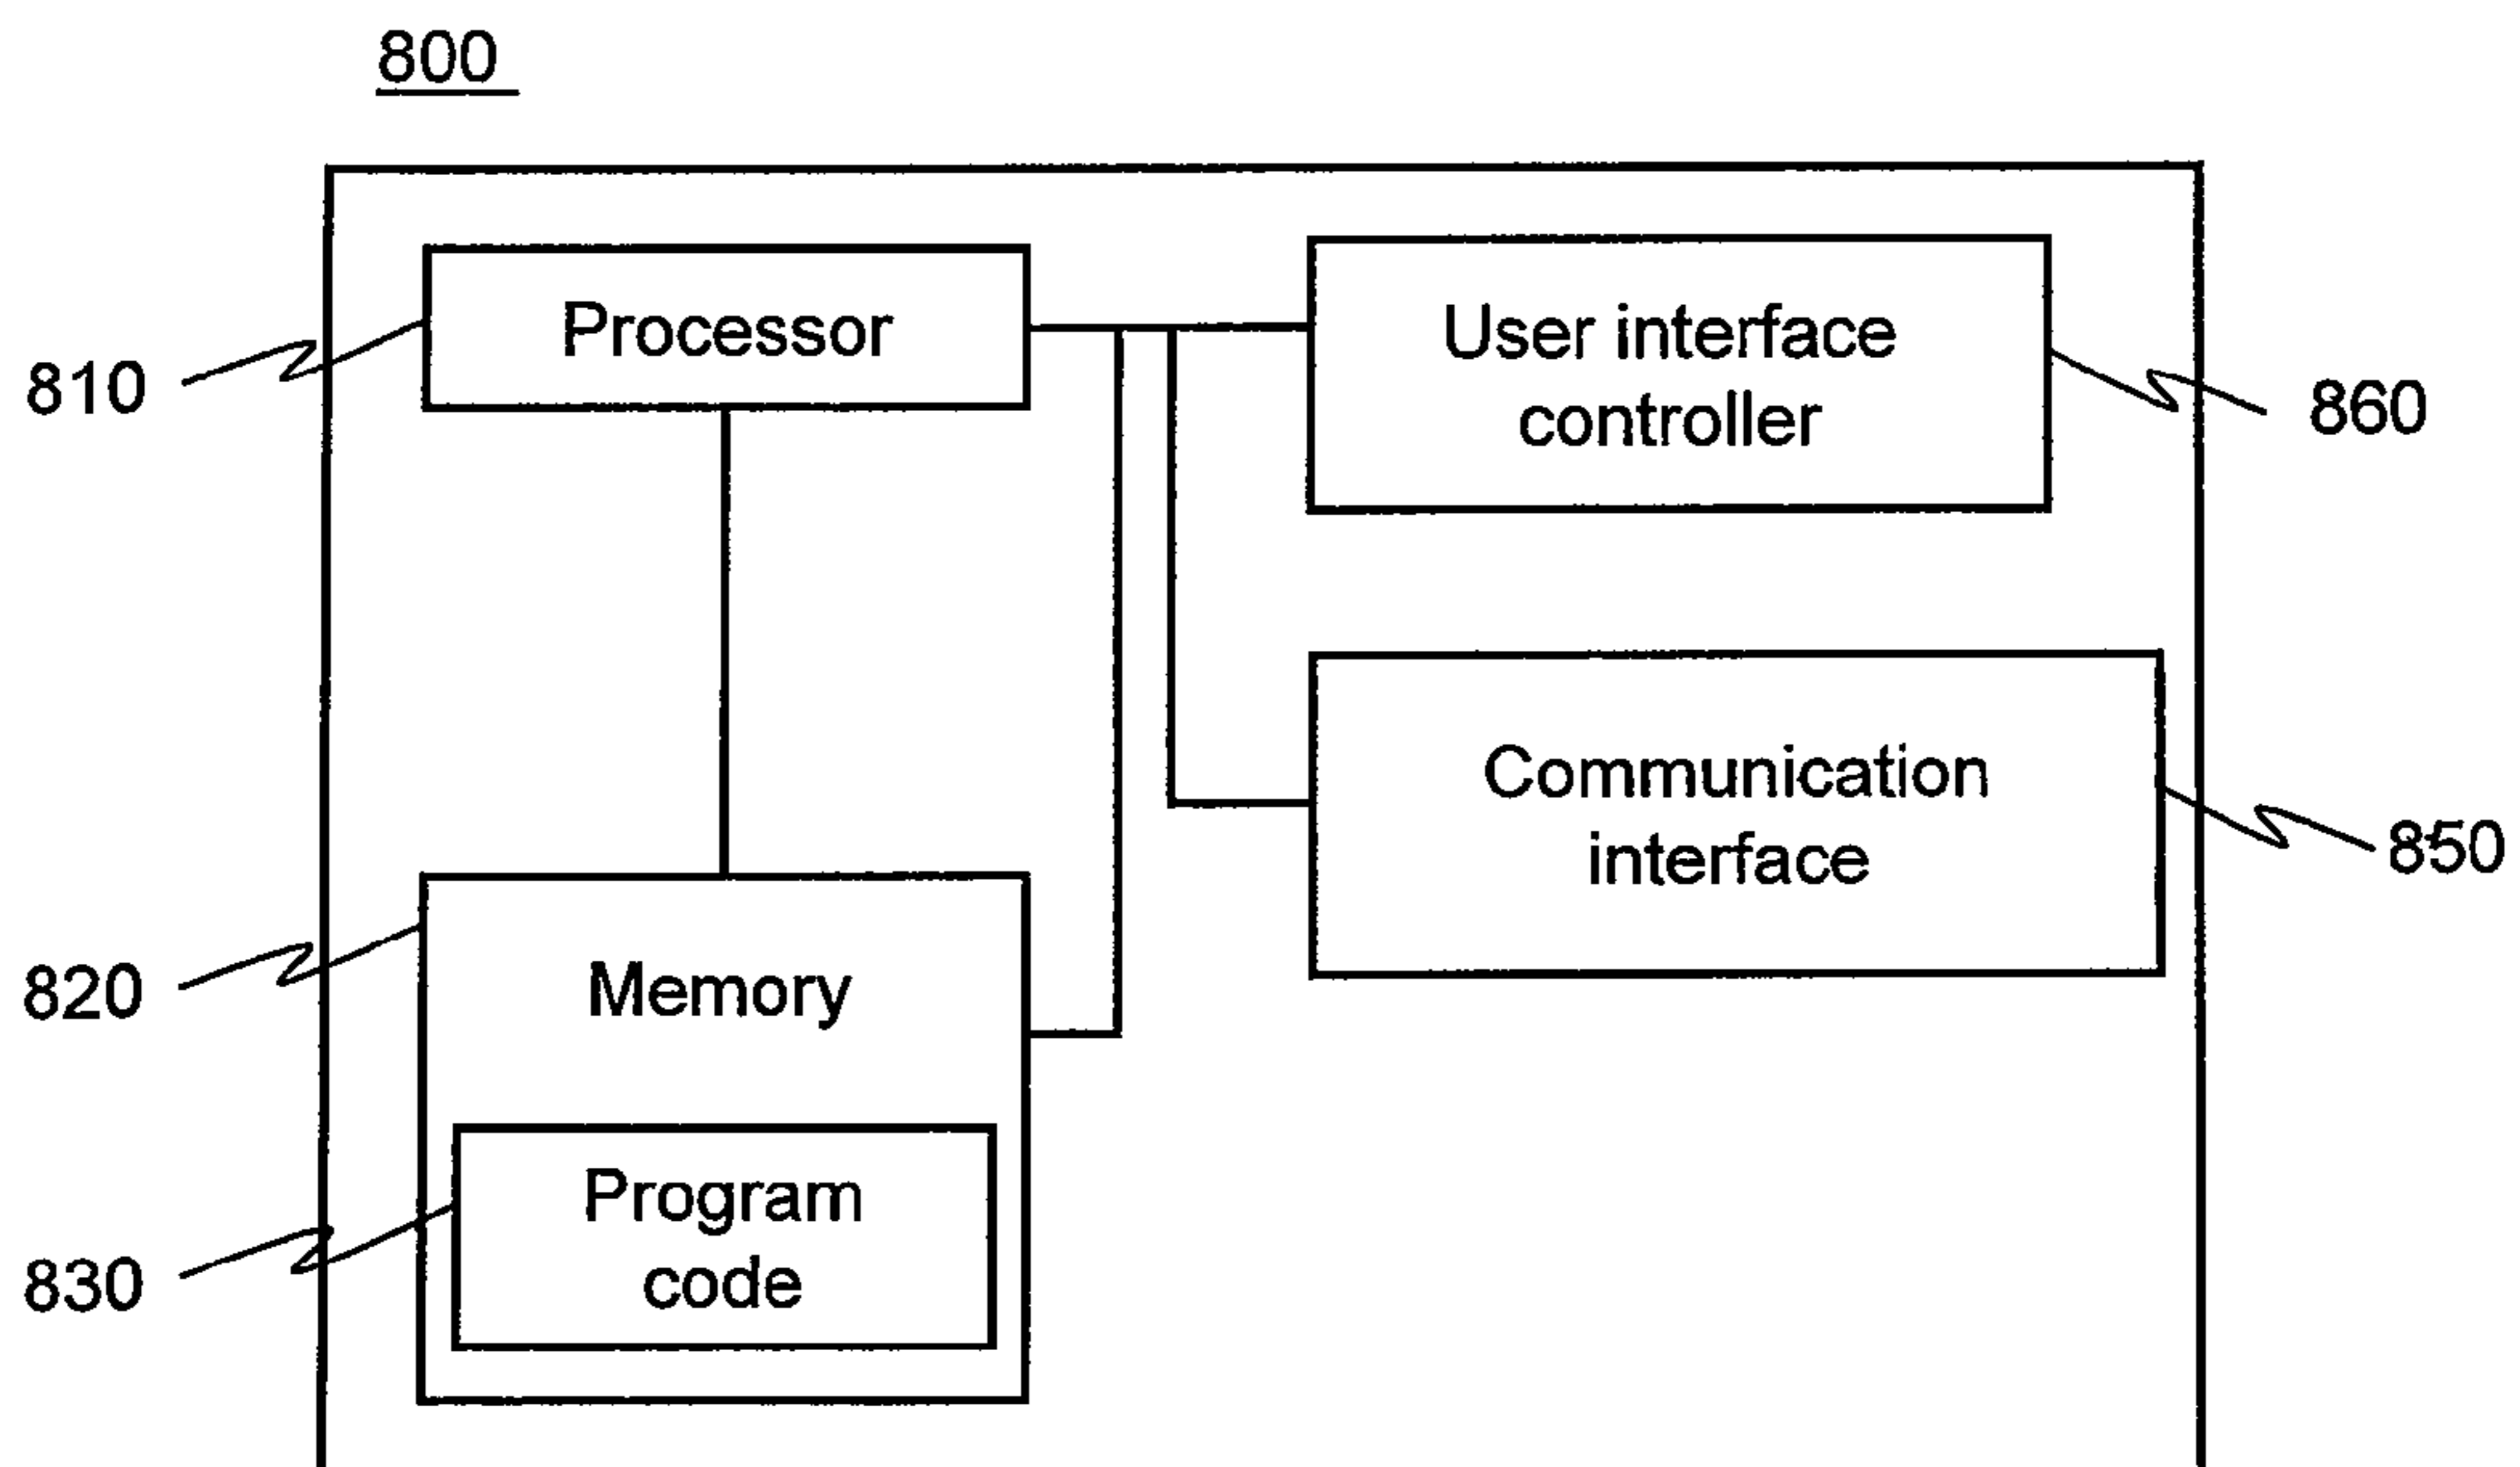 800
Processor
User interface
controller
810
860
Communication
interface
850
Memory
820
Program
code
830